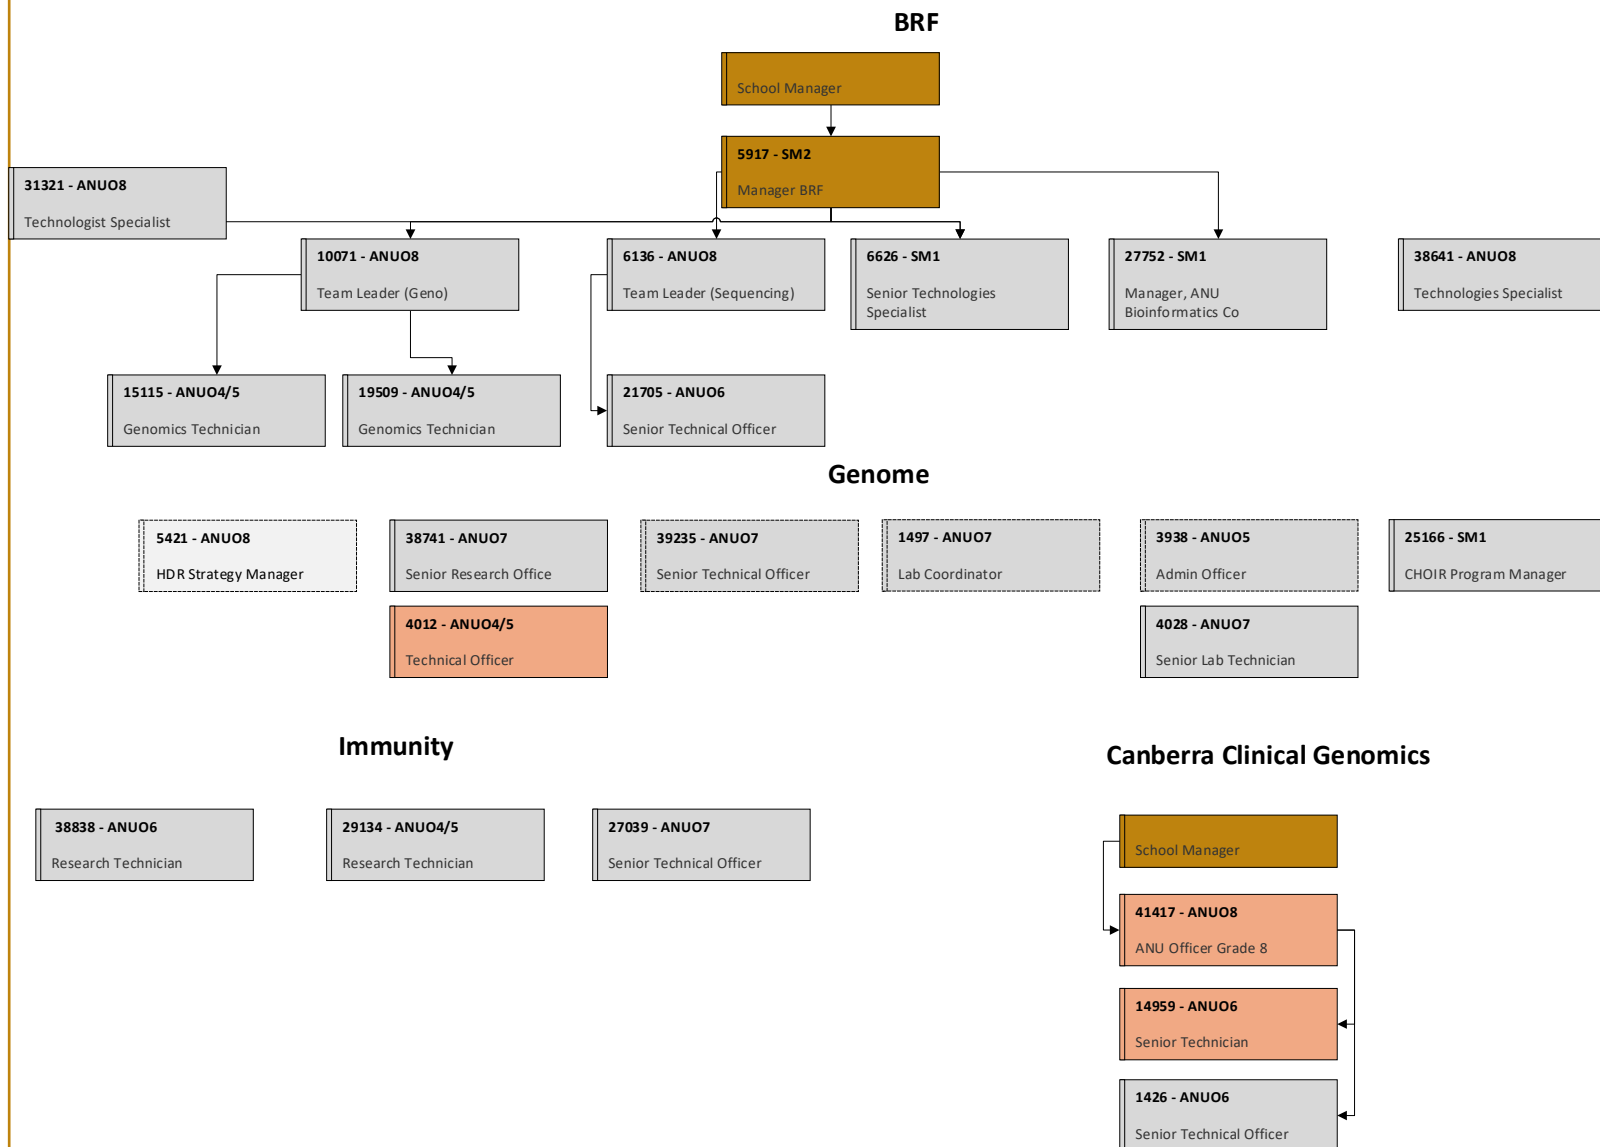 BRF
School Manager
5917 - SM2
Manager BRF
31321 - ANUO8
Technologist Specialist
10071 - ANUO8
Team Leader (Geno)
6136 - ANUO8
Team Leader (Sequencing)
6626 - SM1
Senior Technologies
Specialist
27752 - SM1
Manager, ANU
Bioinformatics Co
38641 - ANUO8
Technologies Specialist
15115 - ANUO4/5
Genomics Technician
19509 - ANUO4/5
Genomics Technician
21705 - ANUO6
Senior Technical Officer
Genome
5421 - ANUO8
HDR Strategy Manager
38741 - ANUO7
Senior Research Office
39235 - ANUO7
Senior Technical Officer
1497 - ANUO7
Lab Coordinator
3938 - ANUO5
Admin Officer
25166 - SM1
CHOIR Program Manager
4012 - ANUO4/5
Technical Officer
4028 - ANUO7
Senior Lab Technician
Immunity
38838 - ANUO6
Research Technician
29134 - ANUO4/5
Research Technician
27039 - ANUO7
Senior Technical Officer
Canberra Clinical Genomics
School Manager
41417 - ANUO8
ANU Officer Grade 8
14959 - ANUO6
Senior Technician
1426 - ANUO6
Senior Technical Officer